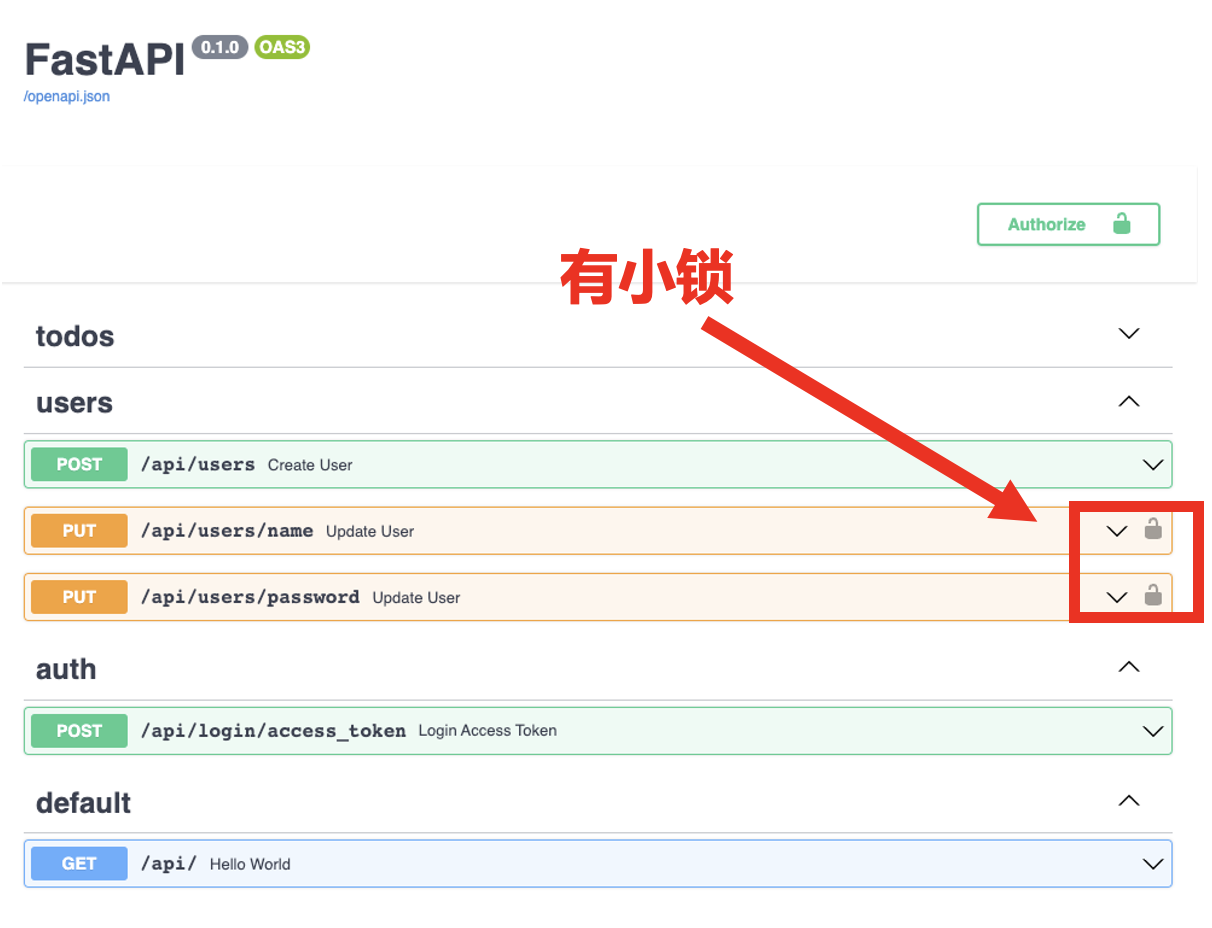 FastAPI 0.1.0 OAS3
/openapi.json
Authorize
有小锁
todos
users
POST /api/users Create User
PUT /api/users/name Update User
PUT /api/users/password Update User
auth
POST /api/login/access_token Login Access Token
default
GET /api/ Hello World